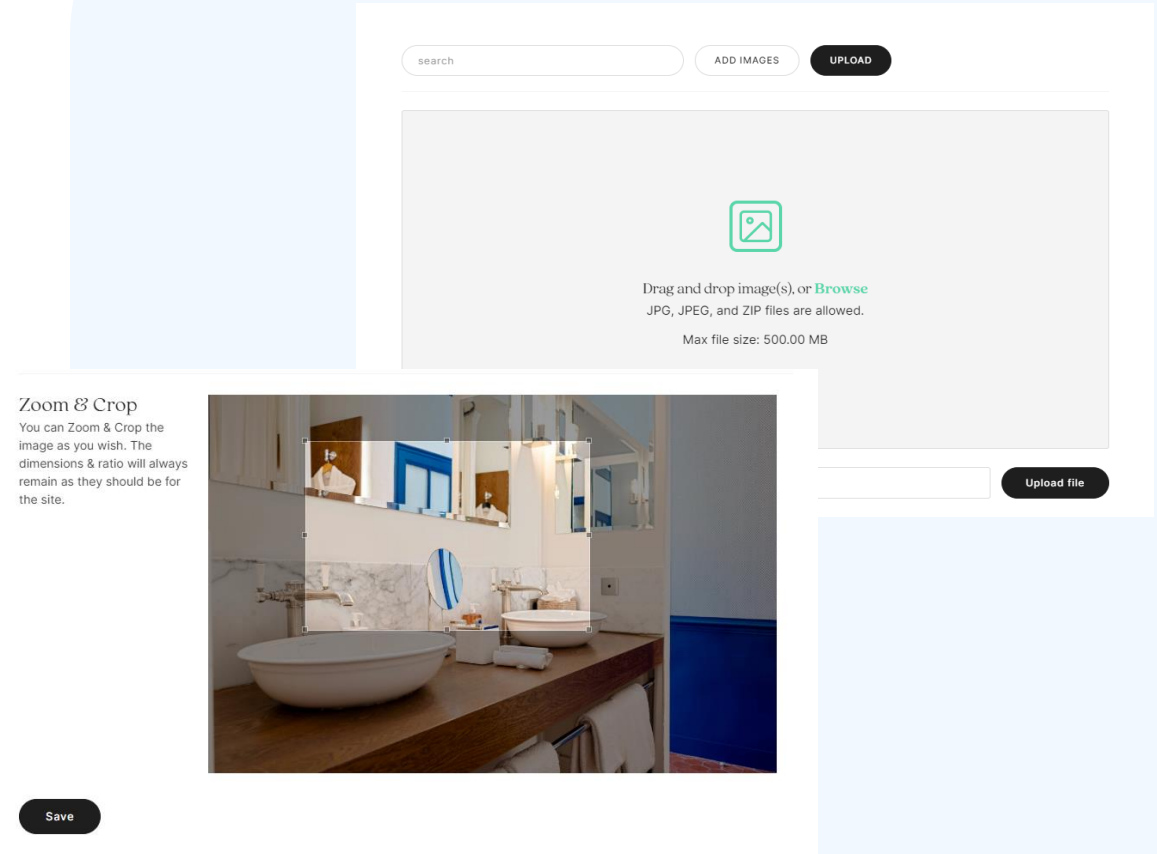 search
ADD IMAGES
UPLOAD
Drag and drop image(s), or Browse
JPG, JPEG, and ZIP files are allowed.
Max file size: 500.00 MB
Upload file
Zoom & Crop
You can Zoom & Crop the
image as you wish. The
dimensions & ratio will always
remain as they should be for
the site.
Save